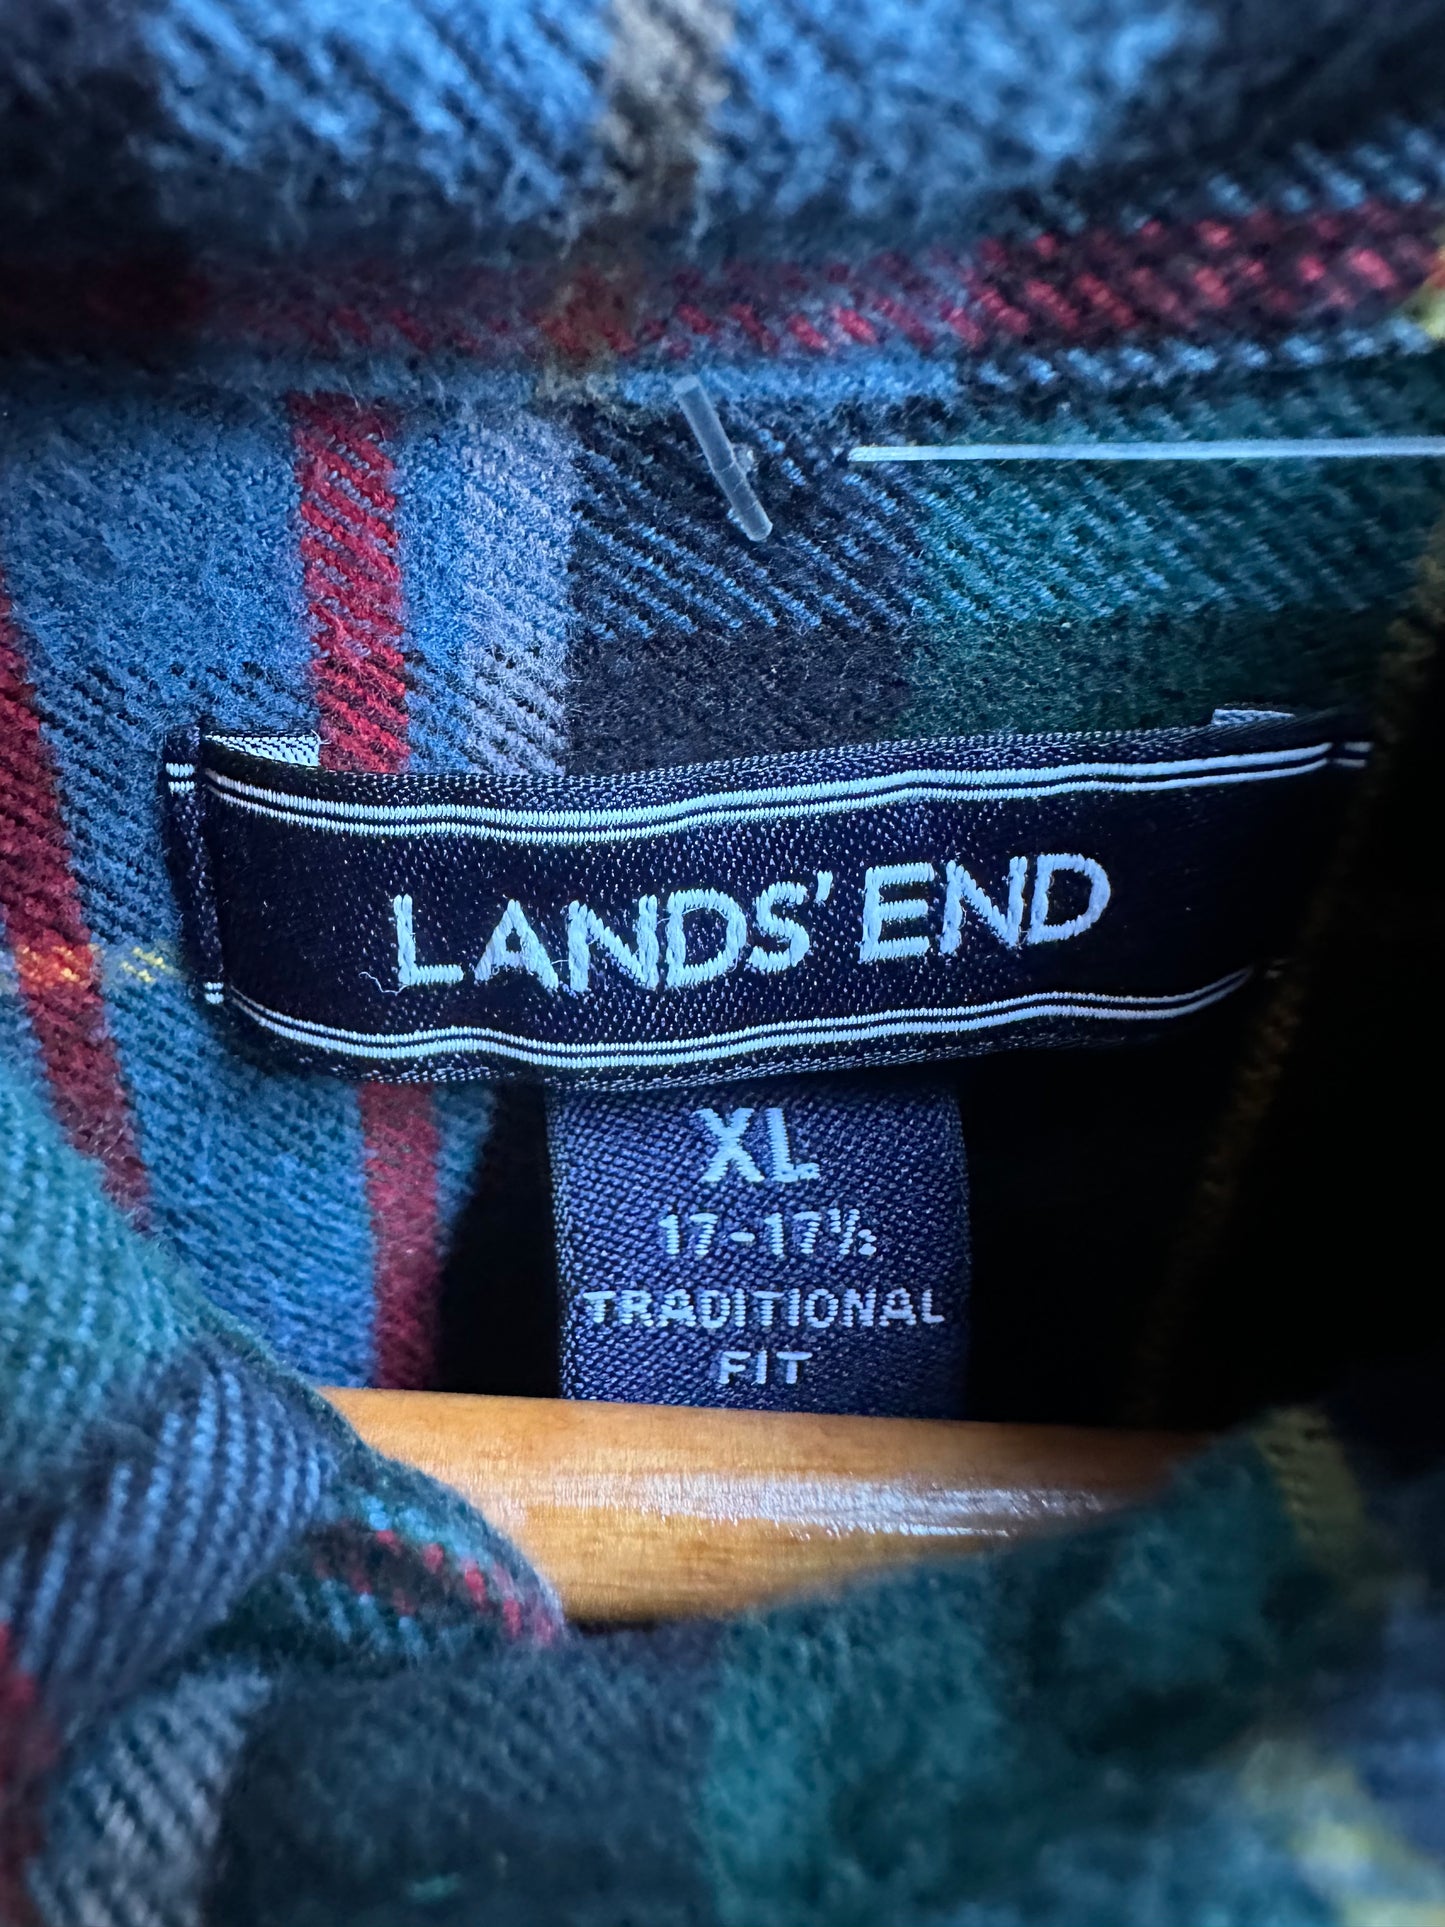 LANDS' END
XL
17-17½
TRADITIONAL
FIT